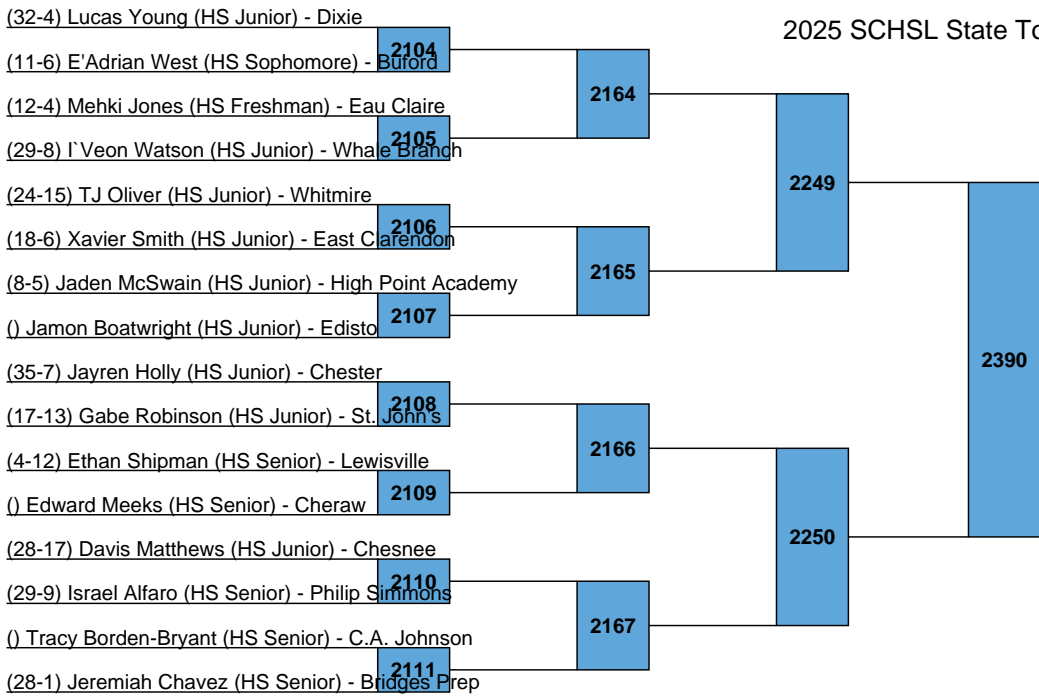 (32-4) Lucas Young (HS Junior) - Dixie
2025 SCHSL State To
2104
(11-6) E'Adrian West (HS Sophomore) - Buford
2164
(12-4) Mehki Jones (HS Freshman) - Eau Claire
2105
(29-8) I`Veon Watson (HS Junior) - Whale Branch
2249
(24-15) TJ Oliver (HS Junior) - Whitmire
2106
(18-6) Xavier Smith (HS Junior) - East Clarendon
2165
(8-5) Jaden McSwain (HS Junior) - High Point Academy
2107
() Jamon Boatwright (HS Junior) - Edisto
2390
(35-7) Jayren Holly (HS Junior) - Chester
2108
(17-13) Gabe Robinson (HS Junior) - St. John's
2166
(4-12) Ethan Shipman (HS Senior) - Lewisville
2109
() Edward Meeks (HS Senior) - Cheraw
2250
(28-17) Davis Matthews (HS Junior) - Chesnee
2110
(29-9) Israel Alfaro (HS Senior) - Philip Simmons
2167
() Tracy Borden-Bryant (HS Senior) - C.A. Johnson
2111
(28-1) Jeremiah Chavez (HS Senior) - Bridges Prep